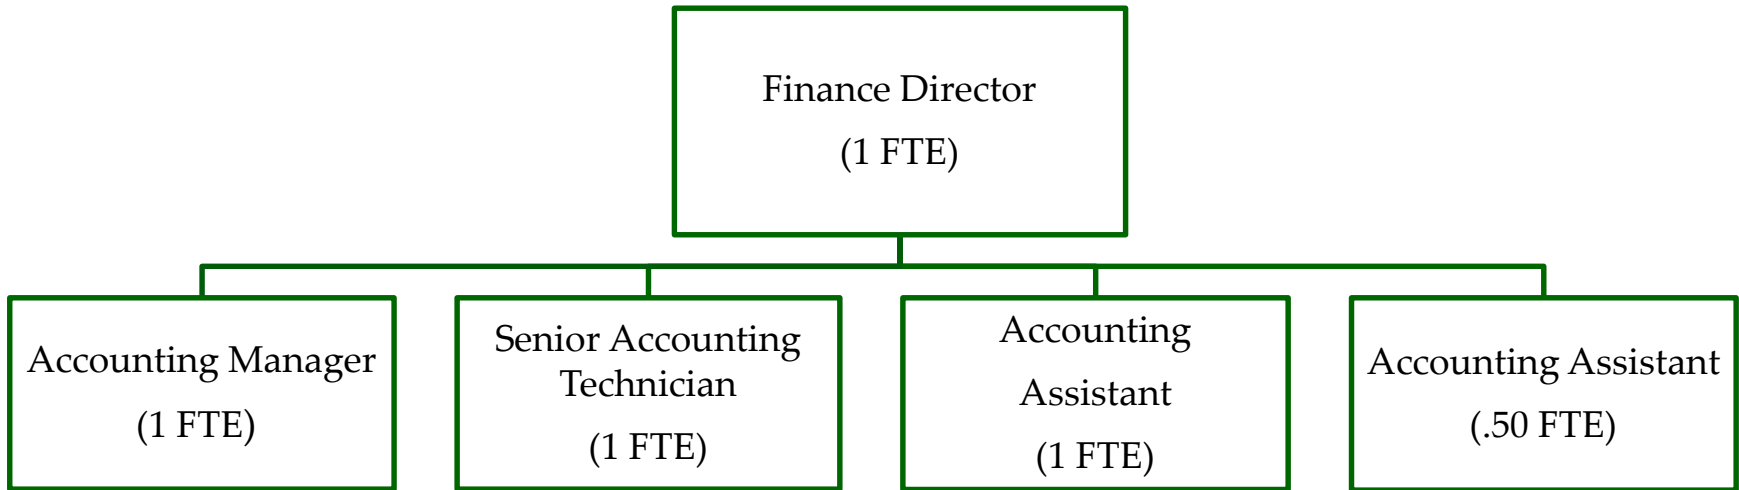 Finance Director
(1 FTE)
Accounting Manager
(1 FTE)
Senior Accounting
Technician
(1 FTE)
Accounting
Assistant
(1 FTE)
Accounting Assistant
(.50 FTE)